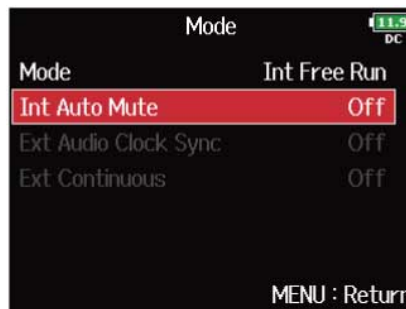 Mode
11.9
DC
Mode Int Free Run
Int Auto Mute Off
Ext Audio Clock Sync Off
Ext Continuous Off
MENU : Return